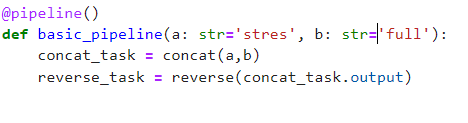 @pipeline()
def basic_pipeline(a: str='stres', b: str='full'):
    concat_task = concat(a,b)
    reverse_task = reverse(concat_task.output)